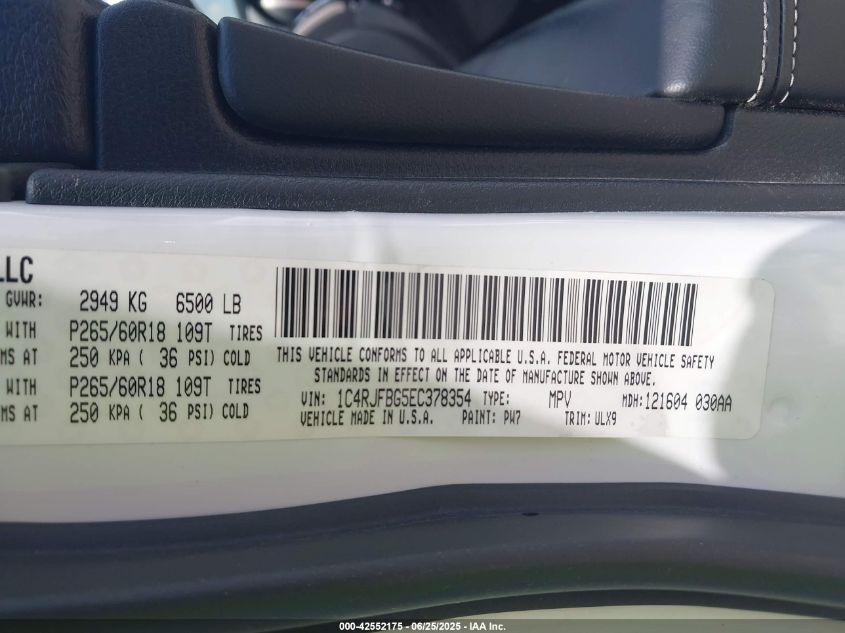 LLC
GVWR: 2949 KG 6500 LB
WITH P265/60R18 109T TIRES
MS AT 250 KPA ( 36 PSI) COLD
WITH P265/60R18 109T TIRES
MS AT 250 KPA ( 36 PSI) COLD
THIS VEHICLE CONFORMS TO ALL APPLICABLE U.S.A. FEDERAL MOTOR VEHICLE SAFETY
STANDARDS IN EFFECT ON THE DATE OF MANUFACTURE SHOWN ABOVE.
VIN: 1C4RJFBG5EC378354 TYPE: MPV MDH: 121604 030AA
VEHICLE MADE IN U.S.A. PAINT: PW7 TRIM: ULX9
000-42552175 - 06/25/2025 - IAA Inc.